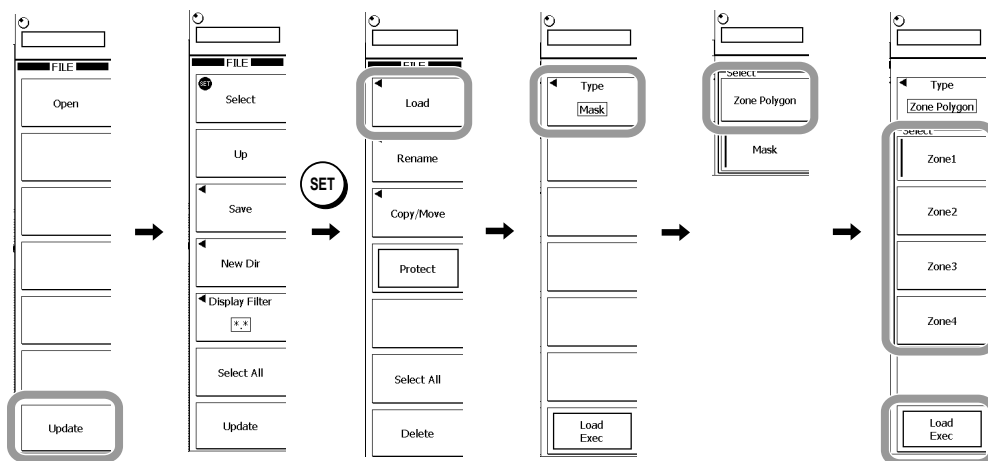 FILE
Open
Update
FILE
SET
Select
Up
Save
New Dir
Display Filter
*.*
Select All
Update
SET
FILE
Load
Rename
Copy/Move
Protect
Select All
Delete
Type
Mask
Load
Exec
Select
Zone Polygon
Mask
Type
Zone Polygon
Select
Zone1
Zone2
Zone3
Zone4
Load
Exec